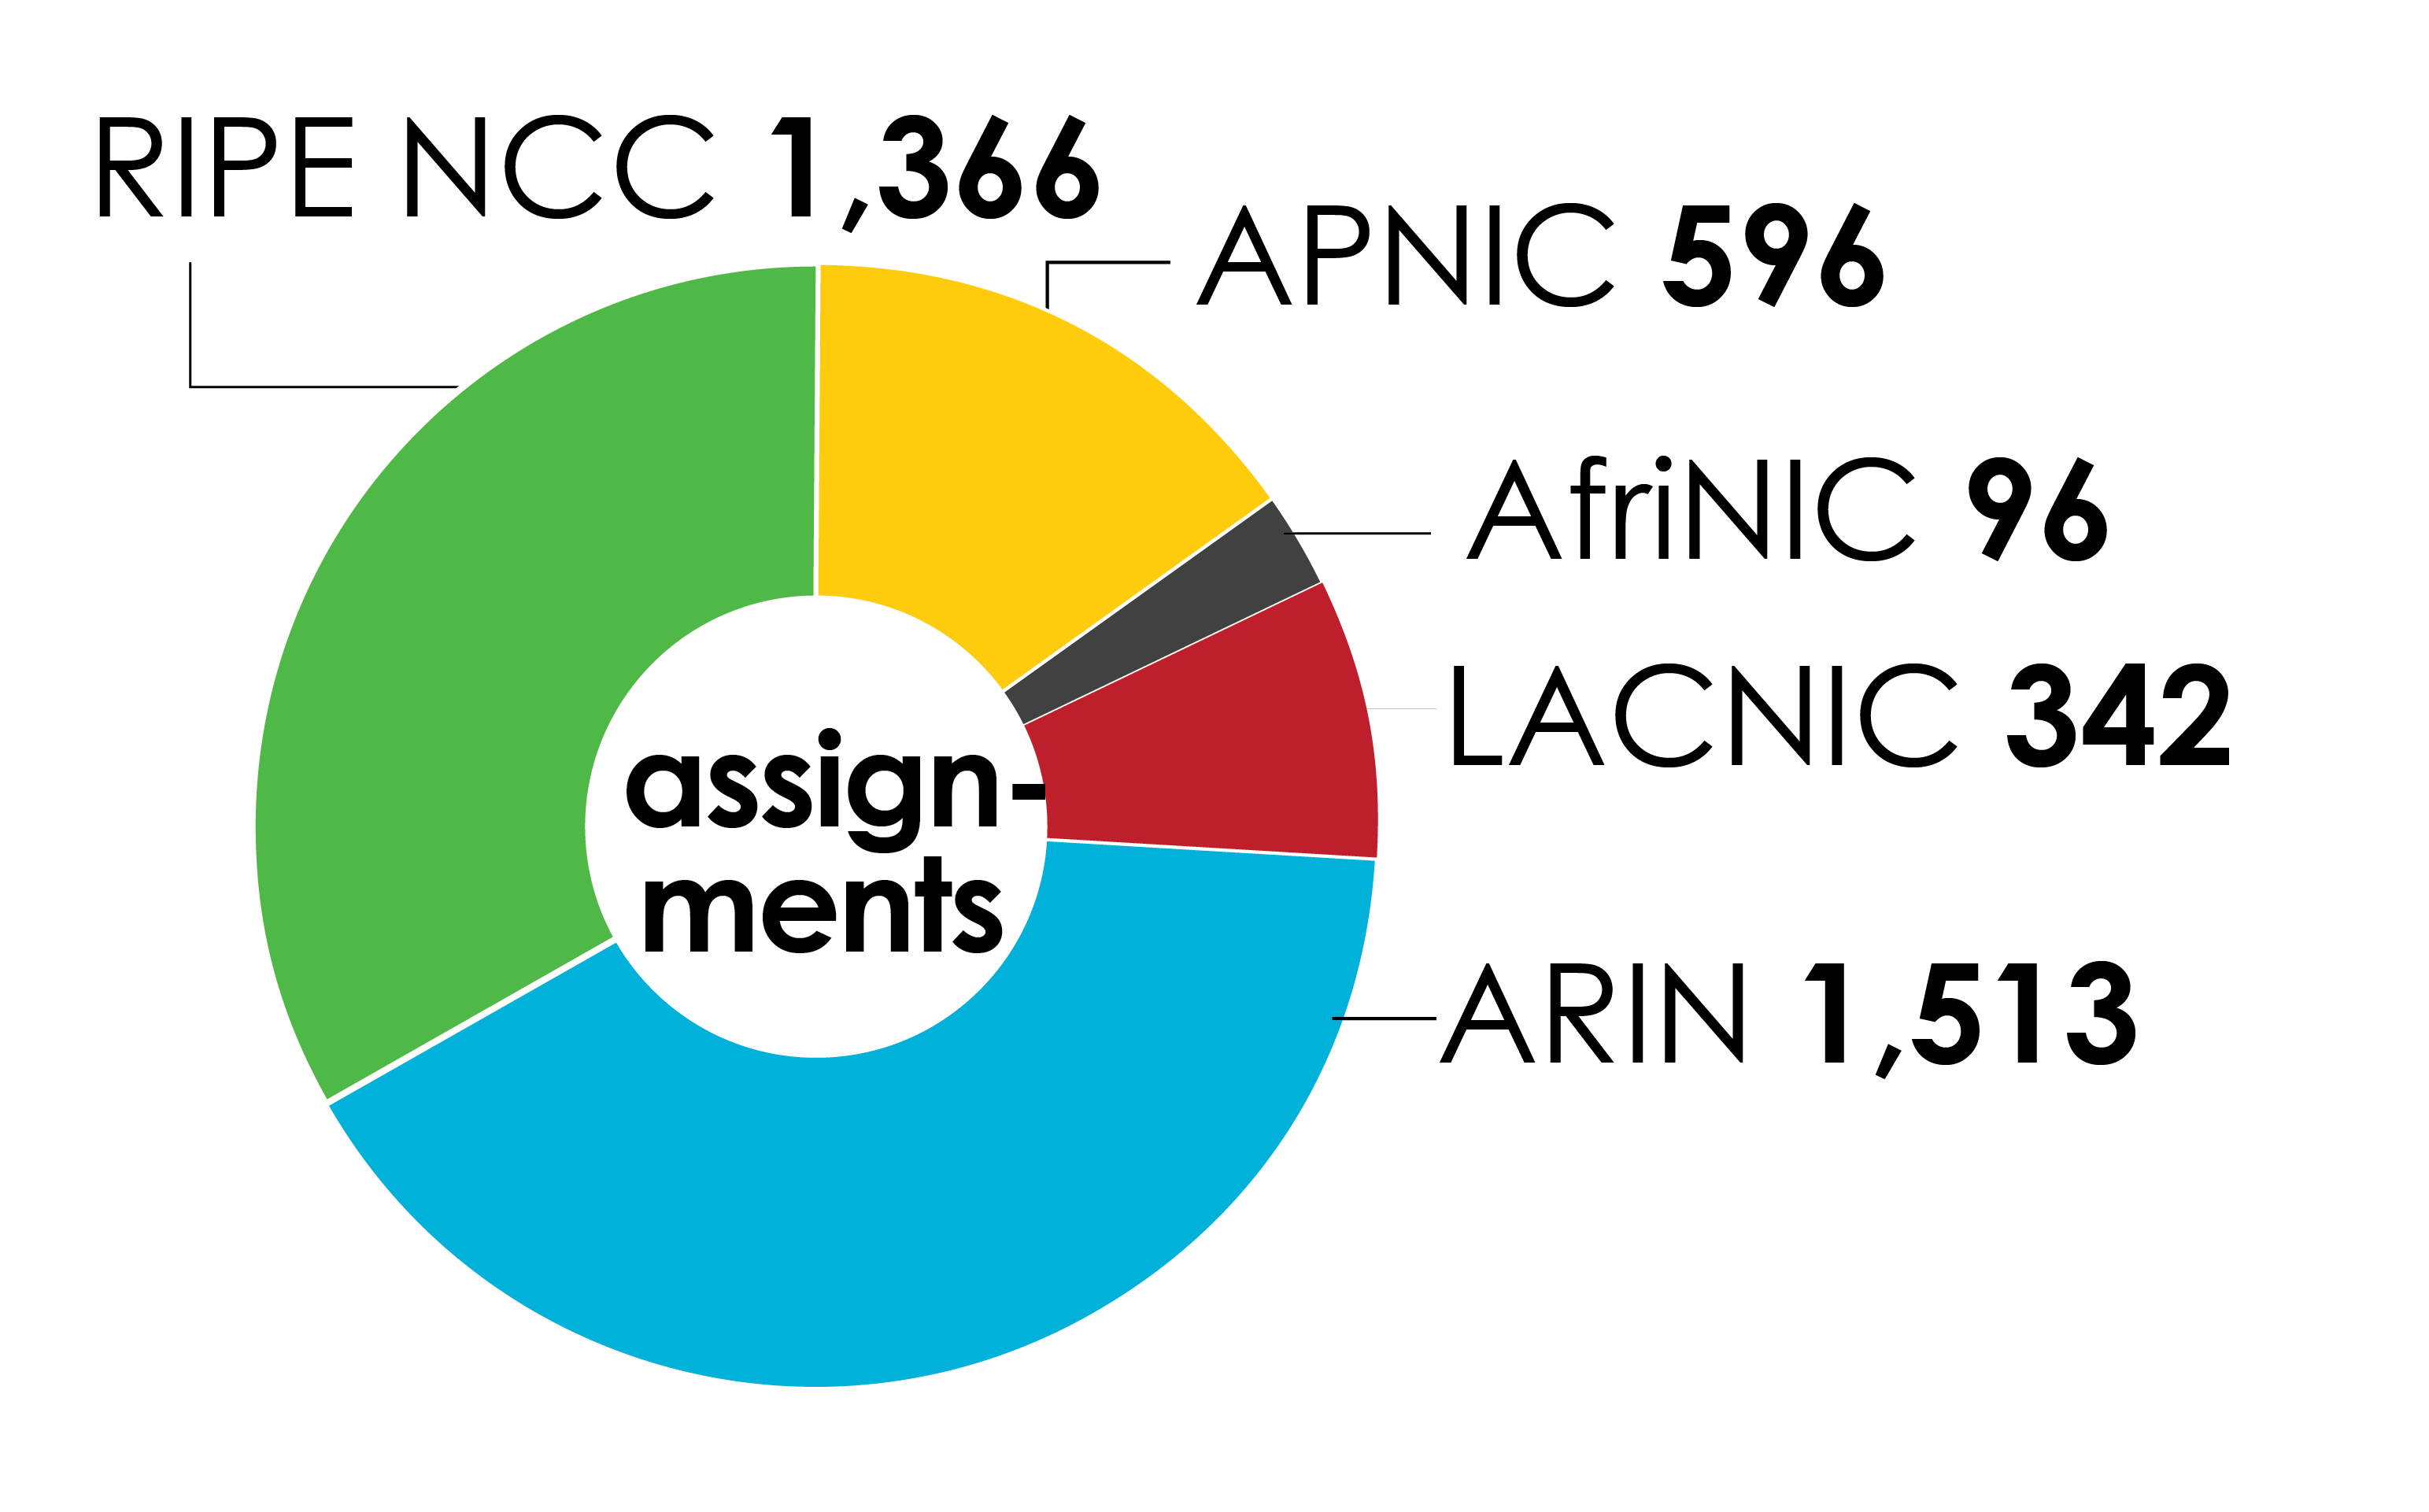 RIPE NCC 1,366
APNIC 596
AfriNIC 96
LACNIC 342
assign-
ments
ARIN 1,513